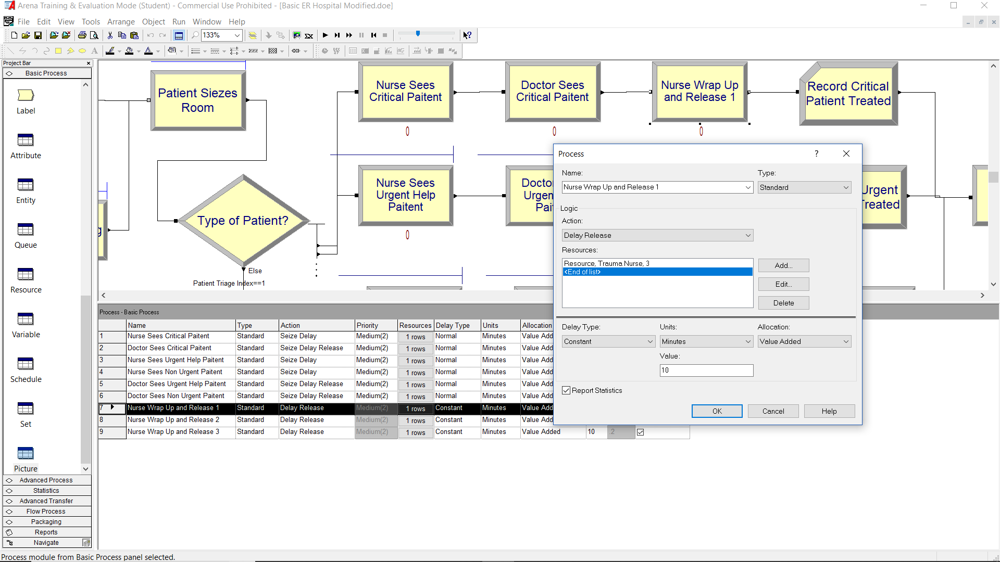 Arena Training & Evaluation Mode (Student) - Commercial Use Prohibited - [Basic ER Hospital Modified.doe]
File Edit View Tools Arrange Object Run Window Help
133%
Project Bar
Basic Process
Label
Attribute
Entity
Queue
Resource
Variable
Schedule
Set
Picture
Advanced Process
Statistics
Advanced Transfer
Flow Process
Packaging
Reports
Navigate
Patient Siezes
Room
Type of Patient?
Else
Patient Triage Index==1
Nurse Sees
Critical Paitent
0
Doctor Sees
Critical Paitent
0
Nurse Wrap Up
and Release 1
0
Record Critical
Patient Treated
Nurse Sees
Urgent Help
Paitent
0
Urgent
Process
?
Name:
Type:
Nurse Wrap Up and Release 1
Standard
Logic
Action:
Delay Release
Resources:
Resource, Trauma Nurse, 3
<End of list>
Add...
Edit...
Delete
Delay Type:
Units:
Allocation:
Constant
Minutes
Value Added
Value:
10
Report Statistics
OK
Cancel
Help
Process - Basic Process
Name Type Action Priority Resources Delay Type Units Allocation
1 Nurse Sees Critical Paitent Standard Seize Delay Medium(2) 1 rows Normal Minutes Value Add
2 Doctor Sees Critical Paitent Standard Seize Delay Release Medium(2) 1 rows Normal Minutes Value Add
3 Nurse Sees Urgent Help Paitent Standard Seize Delay Medium(2) 1 rows Normal Minutes Value Add
4 Nurse Sees Non Urgent Paitent Standard Seize Delay Medium(2) 1 rows Normal Minutes Value Add
5 Doctor Sees Urgent Help Paitent Standard Seize Delay Release Medium(2) 1 rows Normal Minutes Value Add
6 Doctor Sees Non Urgent Paitent Standard Seize Delay Release Medium(2) 1 rows Normal Minutes Value Add
7 Nurse Wrap Up and Release 1 Standard Delay Release Medium(2) 1 rows Constant Minutes Value Add
8 Nurse Wrap Up and Release 2 Standard Delay Release Medium(2) 1 rows Constant Minutes Value Add
9 Nurse Wrap Up and Release 3 Standard Delay Release Medium(2) 1 rows Constant Minutes Value Added 10 2
Process module from Basic Process panel selected.